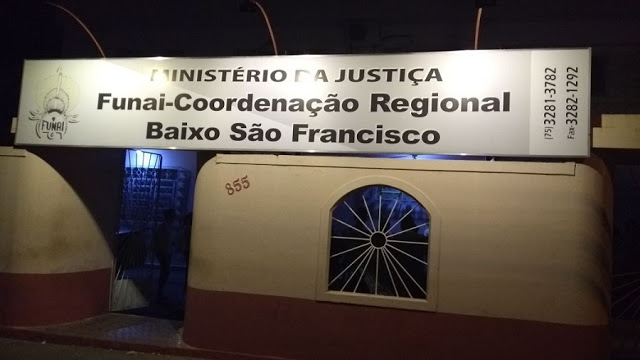 MINISTÉRIO DA JUSTIÇA
Funai-Coordenação Regional
Baixo São Francisco
FUNAI
(75) 3281-3782
Fax-3282-1292
855